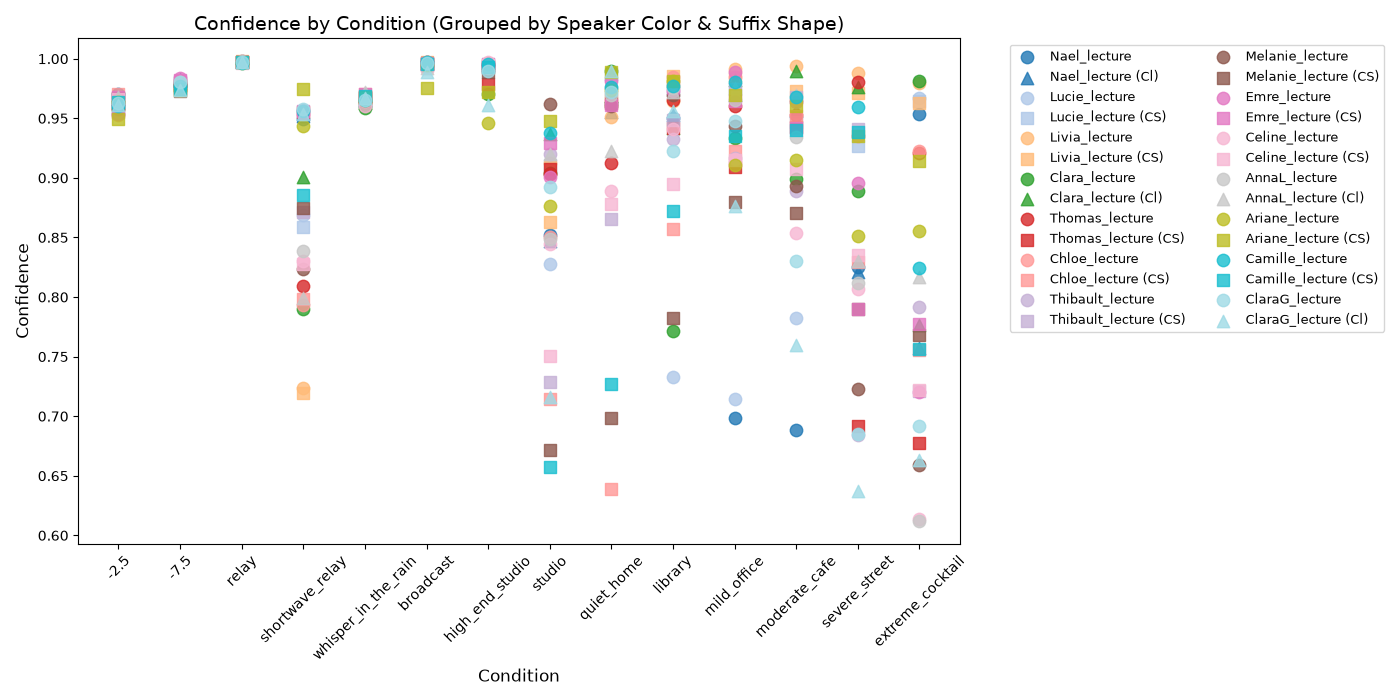 Confidence by Condition (Grouped by Speaker Color & Suffix Shape)
Confidence
1.00
0.95
0.90
0.85
0.80
0.75
0.70
0.65
0.60
-2.5
-7.5
relay
shortwave_relay
whisper_in_the_rain
broadcast
high_end_studio
studio
quiet_home
library
mild_office
moderate_cafe
severe_street
extreme_cocktail
Condition
Nael_lecture
Nael_lecture (Cl)
Lucie_lecture
Lucie_lecture (CS)
Livia_lecture
Livia_lecture (CS)
Clara_lecture
Clara_lecture (Cl)
Thomas_lecture
Thomas_lecture (CS)
Chloe_lecture
Chloe_lecture (CS)
Thibault_lecture
Thibault_lecture (CS)
Melanie_lecture
Melanie_lecture (CS)
Emre_lecture
Emre_lecture (CS)
Celine_lecture
Celine_lecture (CS)
AnnaL_lecture
AnnaL_lecture (Cl)
Ariane_lecture
Ariane_lecture (CS)
Camille_lecture
Camille_lecture (CS)
ClaraG_lecture
ClaraG_lecture (Cl)